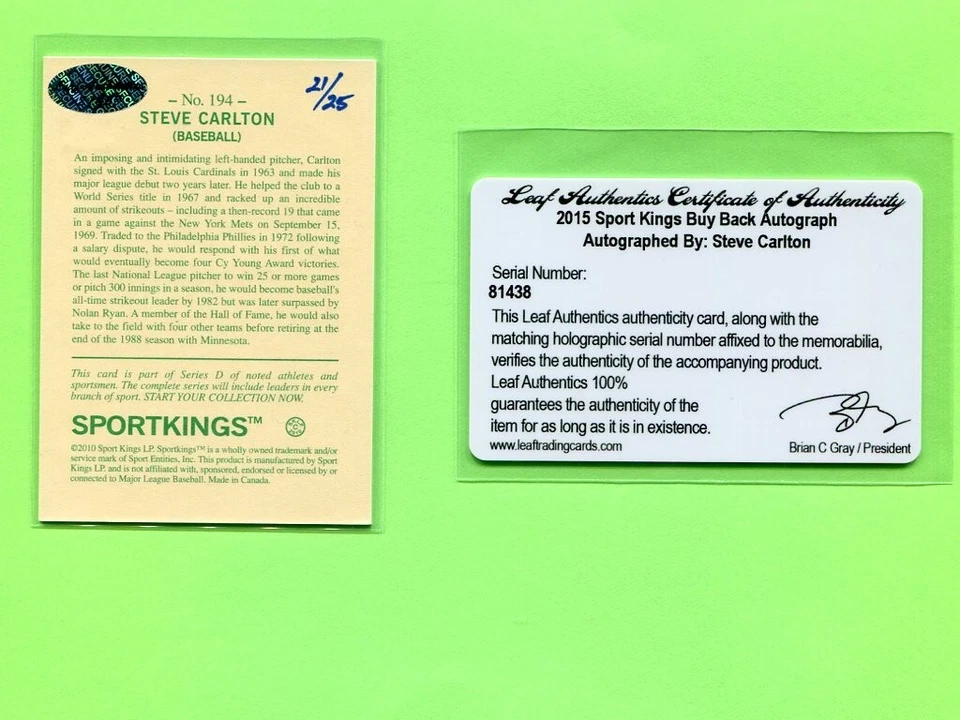 21/25
– No. 194 –
STEVE CARLTON
(BASEBALL)
An imposing and intimidating left-handed pitcher, Carlton
signed with the St. Louis Cardinals in 1963 and made his
major league debut two years later. He helped the club to a
World Series title in 1967 and racked up an incredible
amount of strikeouts – including a then-record 19 that came
in a game against the New York Mets on September 15,
1969. Traded to the Philadelphia Phillies in 1972 following
a salary dispute, he would respond with his first of what
would eventually become four Cy Young Award victories.
The last National League pitcher to win 25 or more games
or pitch 300 innings in a season, he would become baseball's
all-time strikeout leader by 1982 but was later surpassed by
Nolan Ryan. A member of the Hall of Fame, he would also
take to the field with four other teams before retiring at the
end of the 1988 season with Minnesota.
This card is part of Series D of noted athletes and
sportsmen. The complete series will include leaders in every
branch of sport. START YOUR COLLECTION NOW.
SPORTKINGS™
©2010 Sport Kings LP. Sportkings™ is a wholly owned trademark and/or
service mark of Sport Entities, Inc. This product is manufactured by Sport
Kings LP. and is not affiliated with, sponsored, endorsed or licensed by or
connected to Major League Baseball. Made in Canada.
Leaf Authentics Certificate of Authenticity
2015 Sport Kings Buy Back Autograph
Autographed By: Steve Carlton
Serial Number:
81438
This Leaf Authentics authenticity card, along with the
matching holographic serial number affixed to the memorabilia,
verifies the authenticity of the accompanying product.
Leaf Authentics 100%
guarantees the authenticity of the
item for as long as it is in existence.
www.leaftradingcards.com
Brian C Gray / President